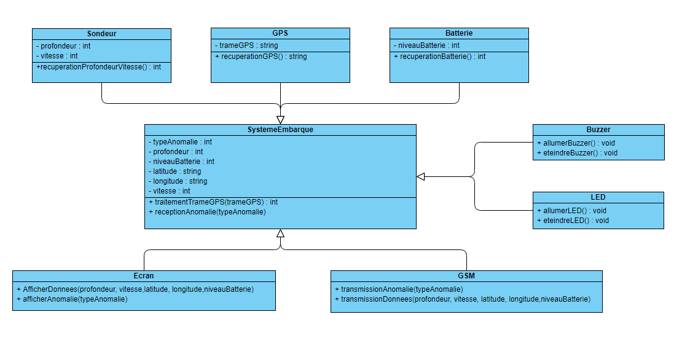 Sondeur
- profondeur : int
- vitesse : int
+recuperationProfondeurVitesse() : int
GPS
- trameGPS : string
+ recuperationGPS() : string
Batterie
- niveauBatterie : int
+ recuperationBatterie() : int
SystemeEmbarque
- typeAnomalie : int
- profondeur : int
- niveauBatterie : int
- latitude : string
- longitude : string
- vitesse : int
+ traitementTrameGPS(trameGPS) : int
+ receptionAnomalie(typeAnomalie)
Buzzer
+ allumerBuzzer() : void
+ eteindreBuzzer() : void
LED
+ allumerLED() : void
+ eteindreLED() : void
Ecran
+ AfficherDonnees(profondeur, vitesse,latitude, longitude,niveauBatterie)
+ afficherAnomalie(typeAnomalie)
GSM
+ transmissionAnomalie(typeAnomalie)
+ transmissionDonnees(profondeur, vitesse, latitude, longitude,niveauBatterie)